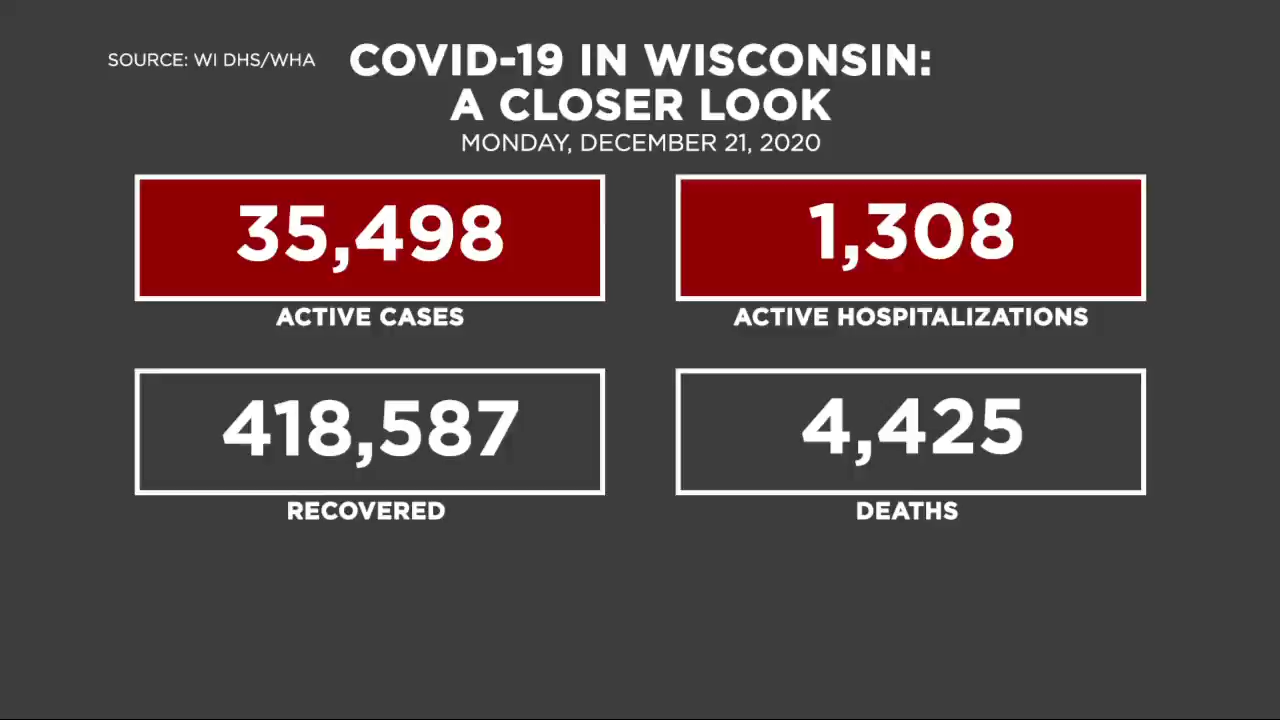 SOURCE: WI DHS/WHA
COVID-19 IN WISCONSIN:
A CLOSER LOOK
MONDAY, DECEMBER 21, 2020
35,498
ACTIVE CASES
1,308
ACTIVE HOSPITALIZATIONS
418,587
RECOVERED
4,425
DEATHS